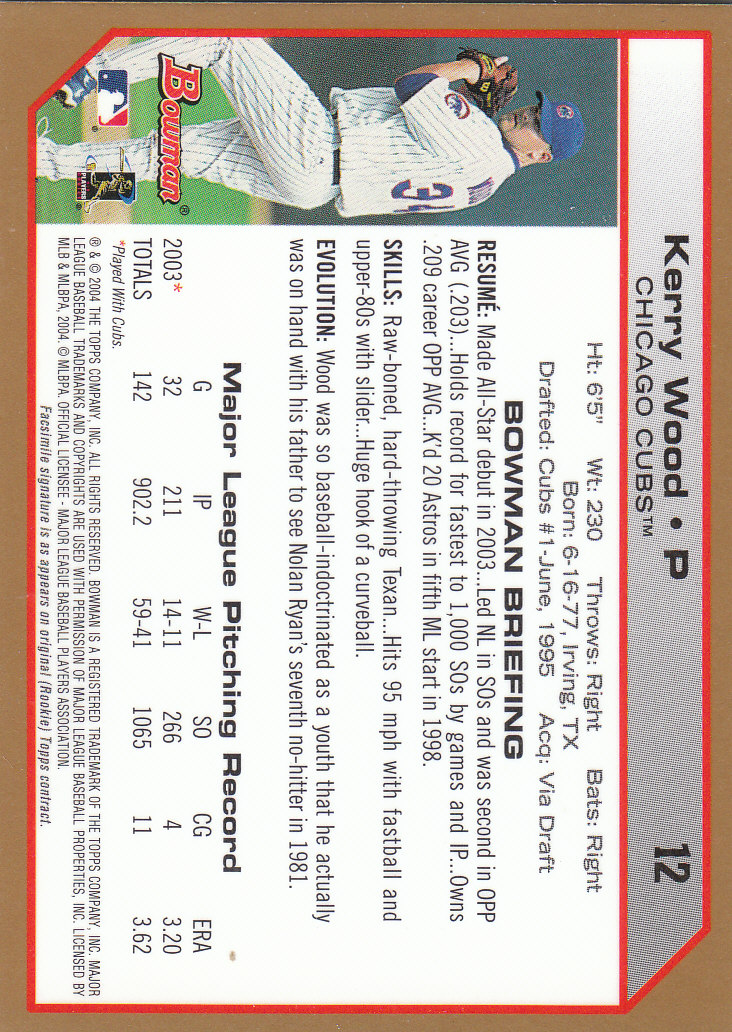 Kerry Wood • P
12
CHICAGO CUBS™
Ht: 6'5" Wt: 230 Throws: Right Bats: Right
Born: 6-16-77, Irving, TX
Drafted: Cubs #1-June, 1995 Acq: Via Draft
BOWMAN BRIEFING
RESUMÉ: Made All-Star debut in 2003...Led NL in SOs and was second in OPP
AVG (.203)...Holds record for fastest to 1,000 SOs by games and IP...Owns
.209 career OPP AVG...K'd 20 Astros in fifth ML start in 1998.
SKILLS: Raw-boned, hard-throwing Texan...Hits 95 mph with fastball and
upper-80s with slider...Huge hook of a curveball.
EVOLUTION: Wood was so baseball-indoctrinated as a youth that he actually
was on hand with his father to see Nolan Ryan's seventh no-hitter in 1981.
Major League Pitching Record
G IP W-L SO CG ERA
2003* 32 211 14-11 266 4 3.20
TOTALS 142 902.2 59-41 1065 11 3.62
*Played With Cubs.
® & © 2004 THE TOPPS COMPANY, INC. ALL RIGHTS RESERVED. BOWMAN IS A REGISTERED TRADEMARK OF THE TOPPS COMPANY, INC. MAJOR
LEAGUE BASEBALL TRADEMARKS AND COPYRIGHTS ARE USED WITH PERMISSION OF MAJOR LEAGUE BASEBALL PROPERTIES, INC. LICENSED BY
MLB & MLBPA, 2004. © MLBPA. OFFICIAL LICENSEE - MAJOR LEAGUE BASEBALL PLAYERS ASSOCIATION.
Facsimile signature is as appears on original (Rookie) Topps contract.
Bowman®
PLAYERS
34